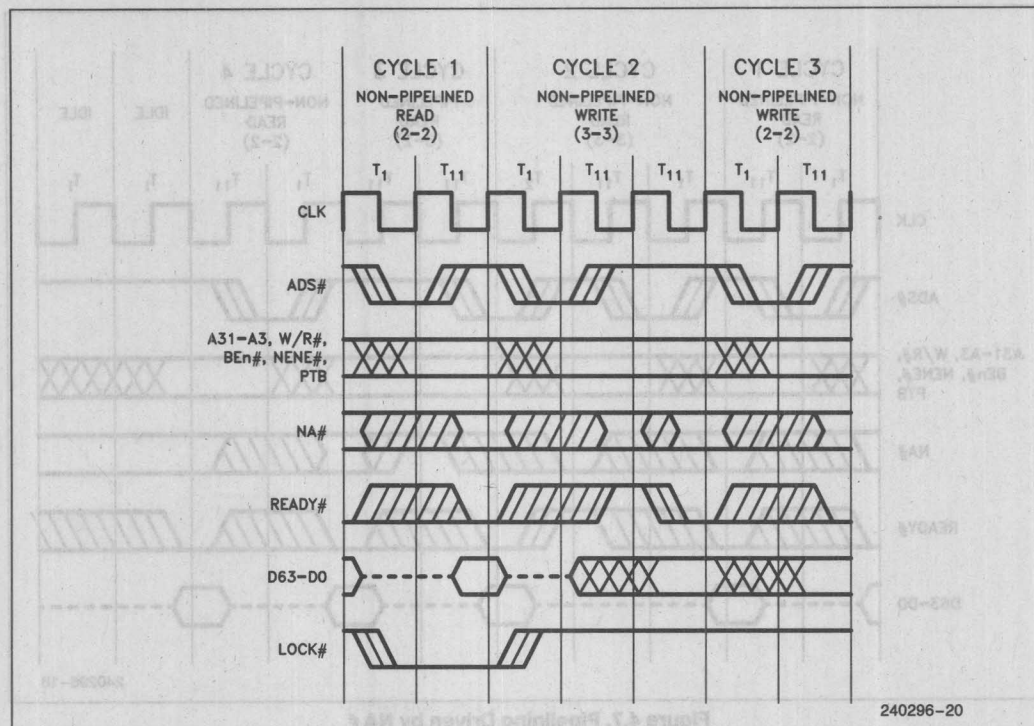 CYCLE 1 CYCLE 2 CYCLE 3
NON-PIPELINED NON-PIPELINED NON-PIPELINED
READ WRITE WRITE
(2-2) (3-3) (2-2)
T1 T11 T1 T11 T11 T1 T11
CLK
ADS#
A31-A3, W/R#,
BEn#, NENE#,
PTB
NA#
READY#
D63-D0
LOCK#
240296-20